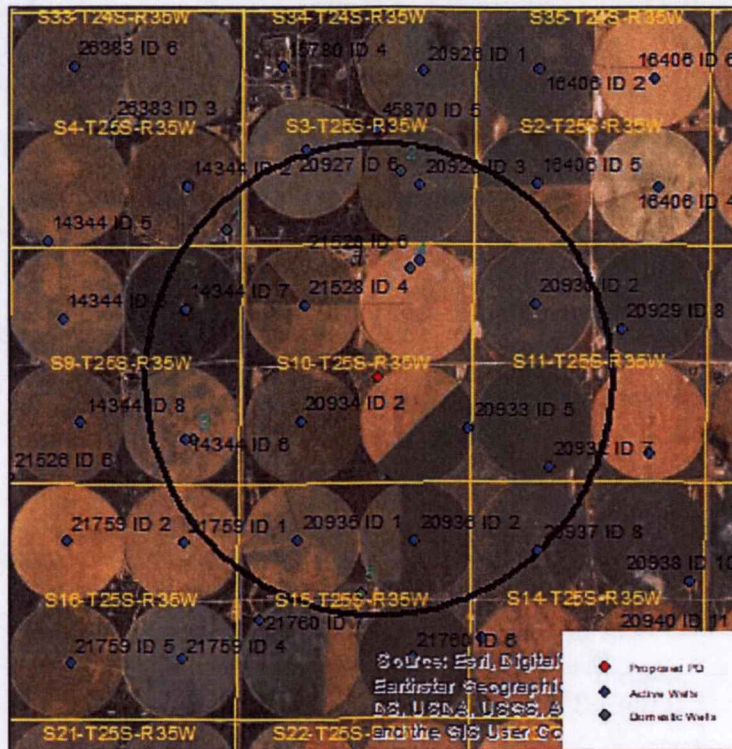 S33-T24S-R35W
S34-T24S-R35W
S35-T24S-R35W
26383 ID 6
15780 ID 4
20926 ID 1
16406 ID 2
16406 ID 6
26383 ID 3
45870 ID 5
S4-T25S-R35W
S3-T25S-R35W
S2-T25S-R35W
14344 ID 2
20927 ID 6
2
20928 ID 3
16406 ID 5
16406 ID 4
14344 ID 5
21528 ID 6
14344 ID 7
21528 ID 4
20930 ID 2
20929 ID 8
S9-T25S-R35W
S10-T25S-R35W
S11-T25S-R35W
14344 ID 8
14344 ID 6
20934 ID 2
20933 ID 5
21526 ID 6
21759 ID 2
21759 ID 1
20935 ID 1
20936 ID 2
20937 ID 8
20938 ID 10
S16-T25S-R35W
S15-T25S-R35W
S14-T25S-R35W
21760 ID 7
20940 ID 11
21759 ID 5
21759 ID 4
21760 ID 6
Source: Esri, Digital
Earthstar Geographi
DS, USDA, USGS, A
and the GIS User Co
S21-T25S-R35W
S22-T25S-R35W
Proposed PD
Active Wells
Domestic Wells